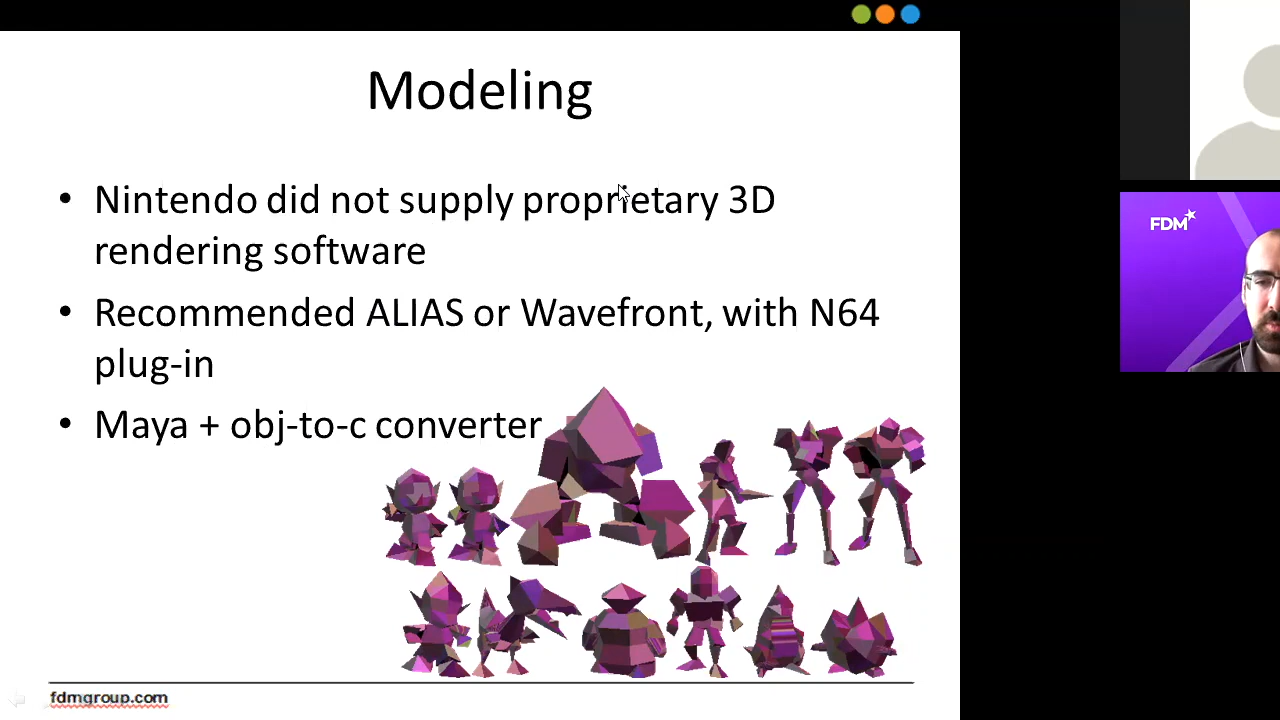 Modeling
• Nintendo did not supply proprietary 3D
rendering software
• Recommended ALIAS or Wavefront, with N64
plug-in
• Maya + obj-to-c converter
fdmgroup.com
FDM